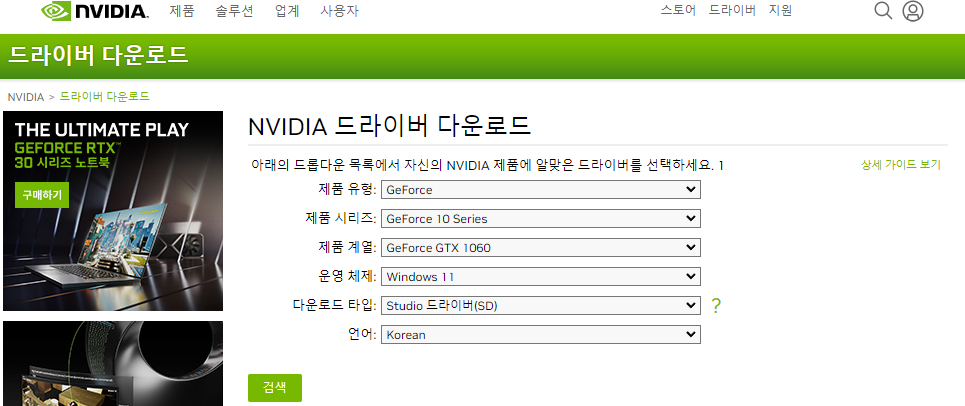 NVIDIA. 제품 솔루션 업계 사용자 스토어 드라이버 지원
드라이버 다운로드
NVIDIA > 드라이버 다운로드
THE ULTIMATE PLAY
GEFORCE RTX™
30 시리즈 노트북
구매하기
NVIDIA 드라이버 다운로드
아래의 드롭다운 목록에서 자신의 NVIDIA 제품에 알맞은 드라이버를 선택하세요. 1 상세 가이드 보기
제품 유형: GeForce
제품 시리즈: GeForce 10 Series
제품 계열: GeForce GTX 1060
운영 체제: Windows 11
다운로드 타입: Studio 드라이버(SD) ?
언어: Korean
검색